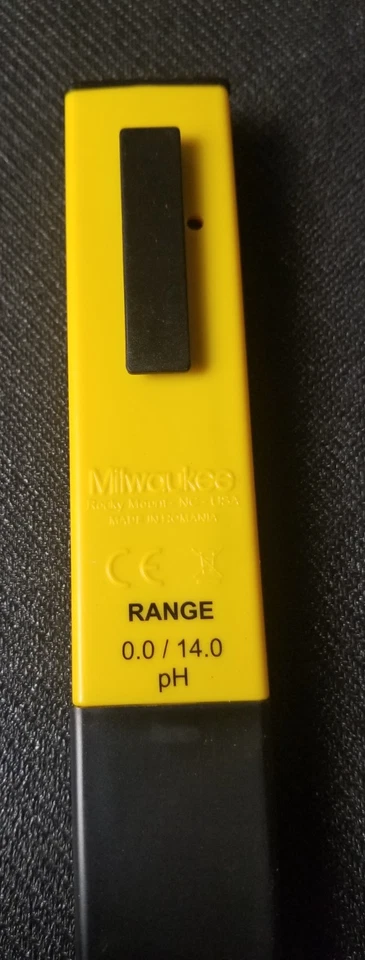 Milwaukee
Rocky Mount - NC - USA
MADE IN ROMANIA
CE
RANGE
0.0 / 14.0
pH